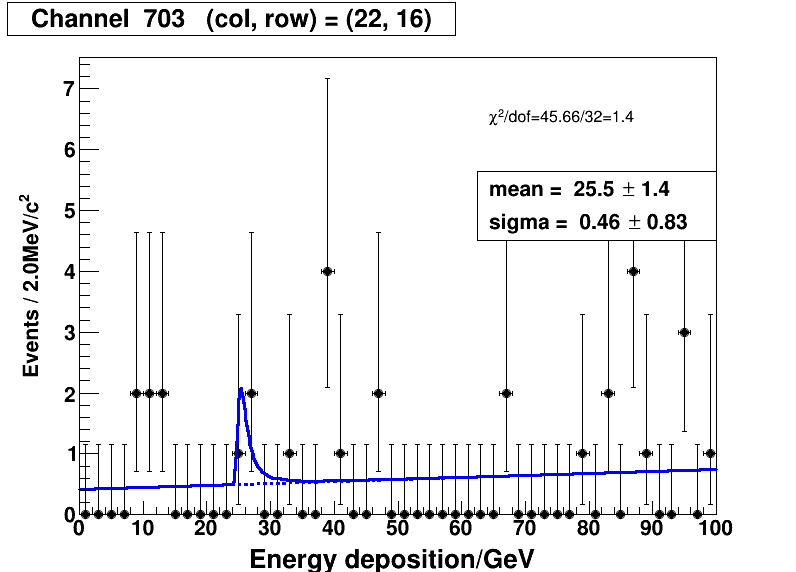 Channel 703 (col, row) = (22, 16)
χ²/dof=45.66/32=1.4
mean = 25.5 ± 1.4
sigma = 0.46 ± 0.83
Events / 2.0MeV/c²
7
6
5
4
3
2
1
0
0 10 20 30 40 50 60 70 80 90 100
Energy deposition/GeV